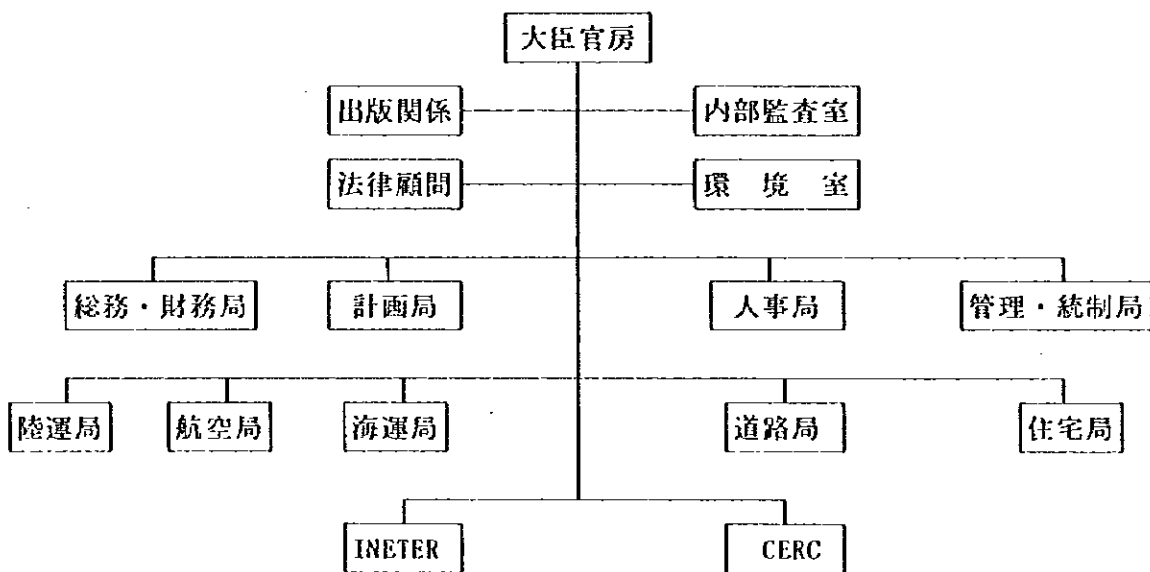 大臣官房
出版関係 内部監査室
法律顧問 環境室
総務・財務局 計画局 人事局 管理・統制局
陸運局 航空局 海運局 道路局 住宅局
INETER CERC